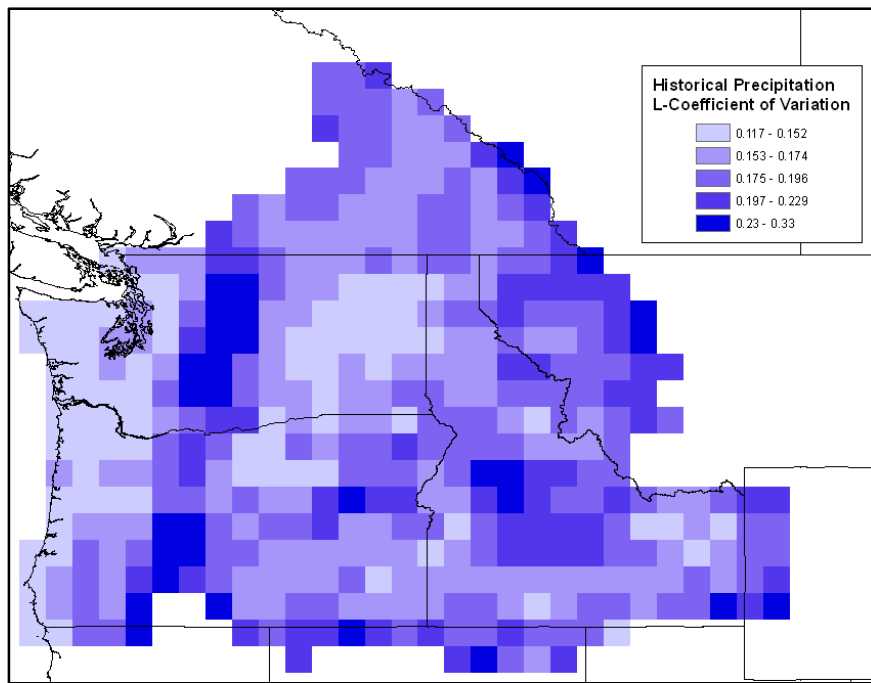 Historical Precipitation
L-Coefficient of Variation
0.117 - 0.152
0.153 - 0.174
0.175 - 0.196
0.197 - 0.229
0.23 - 0.33